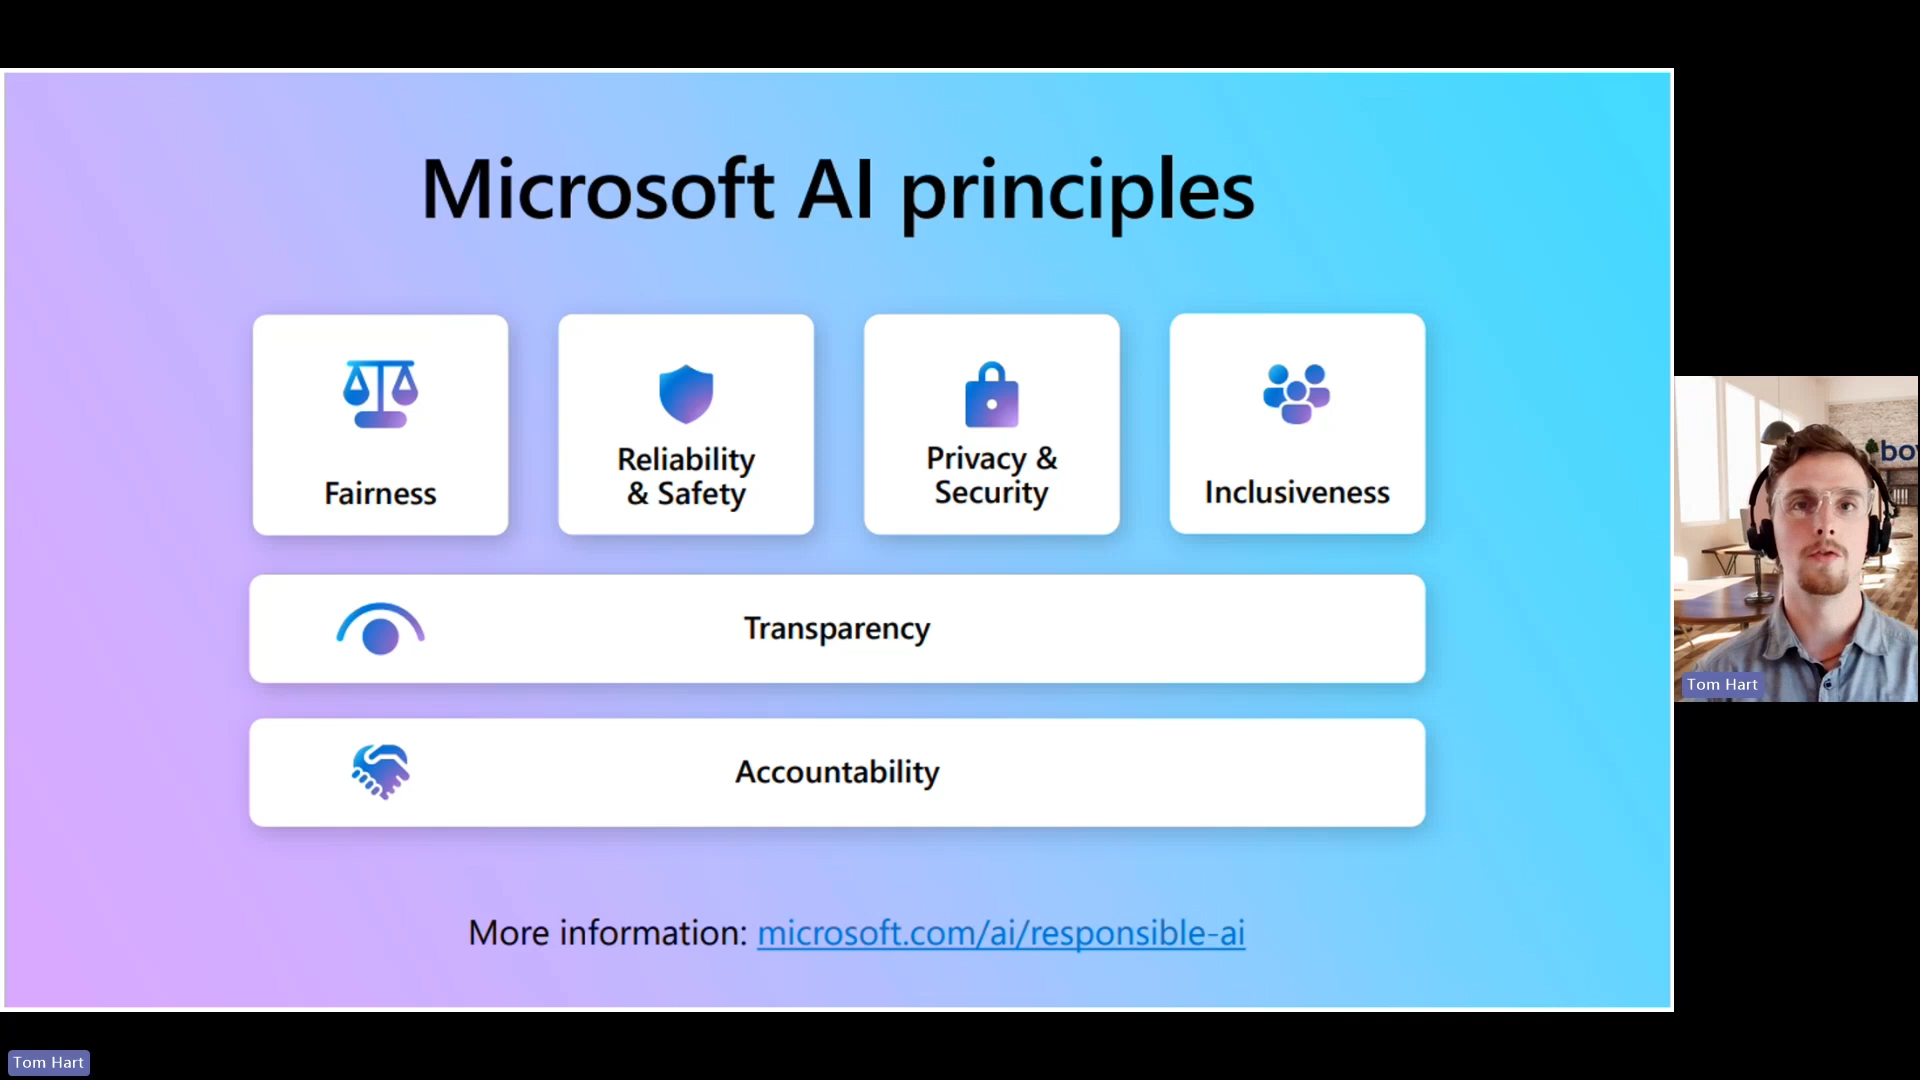 Microsoft AI principles
Fairness
Reliability
& Safety
Privacy &
Security
Inclusiveness
Transparency
Accountability
More information: microsoft.com/ai/responsible-ai
Tom Hart
Tom Hart